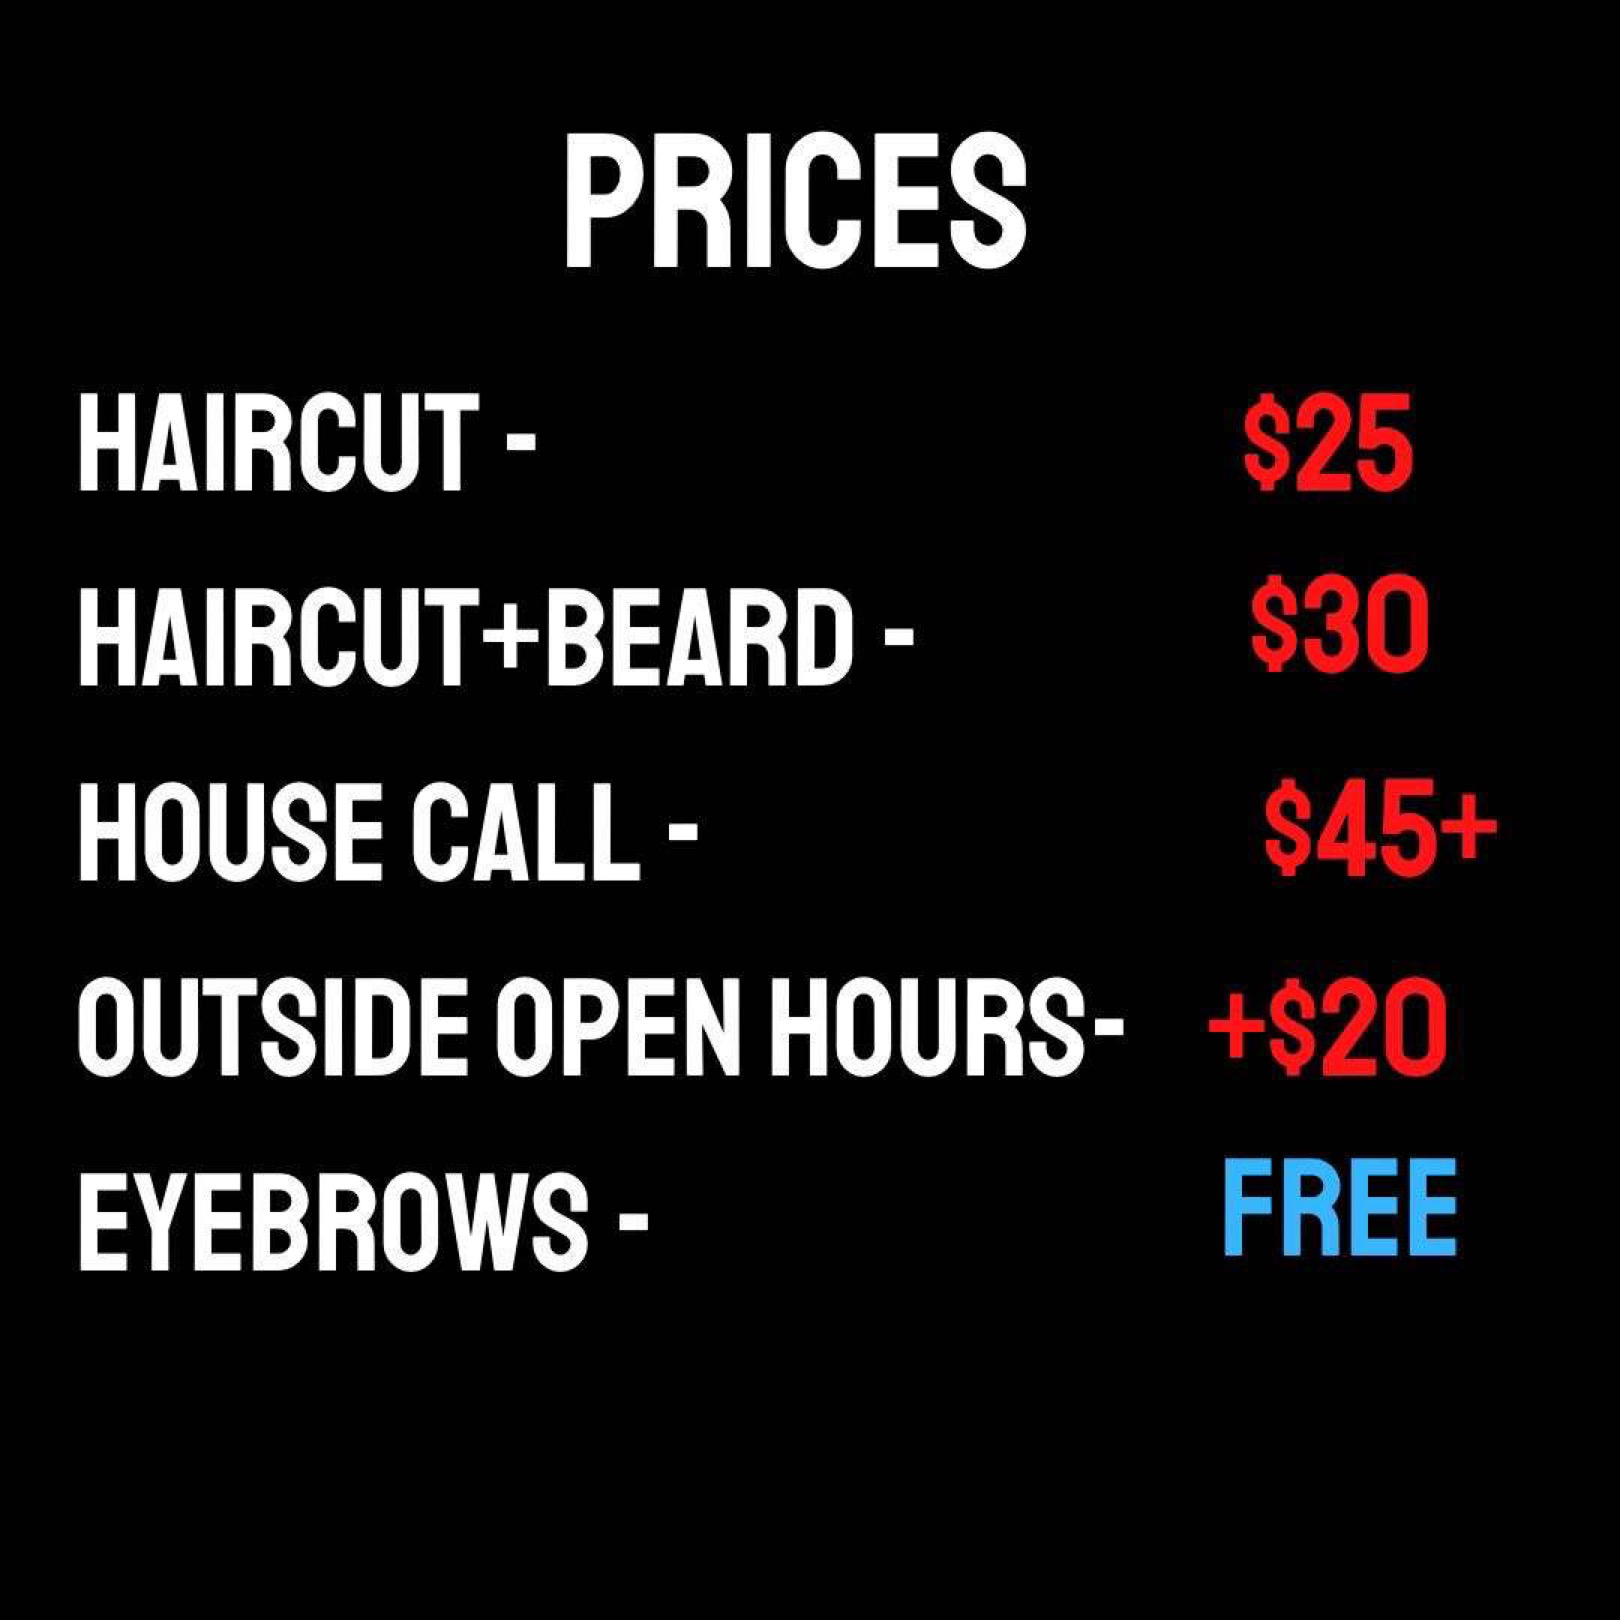 PRICES
HAIRCUT - $25
HAIRCUT+BEARD - $30
HOUSE CALL - $45+
OUTSIDE OPEN HOURS- +$20
EYEBROWS - FREE